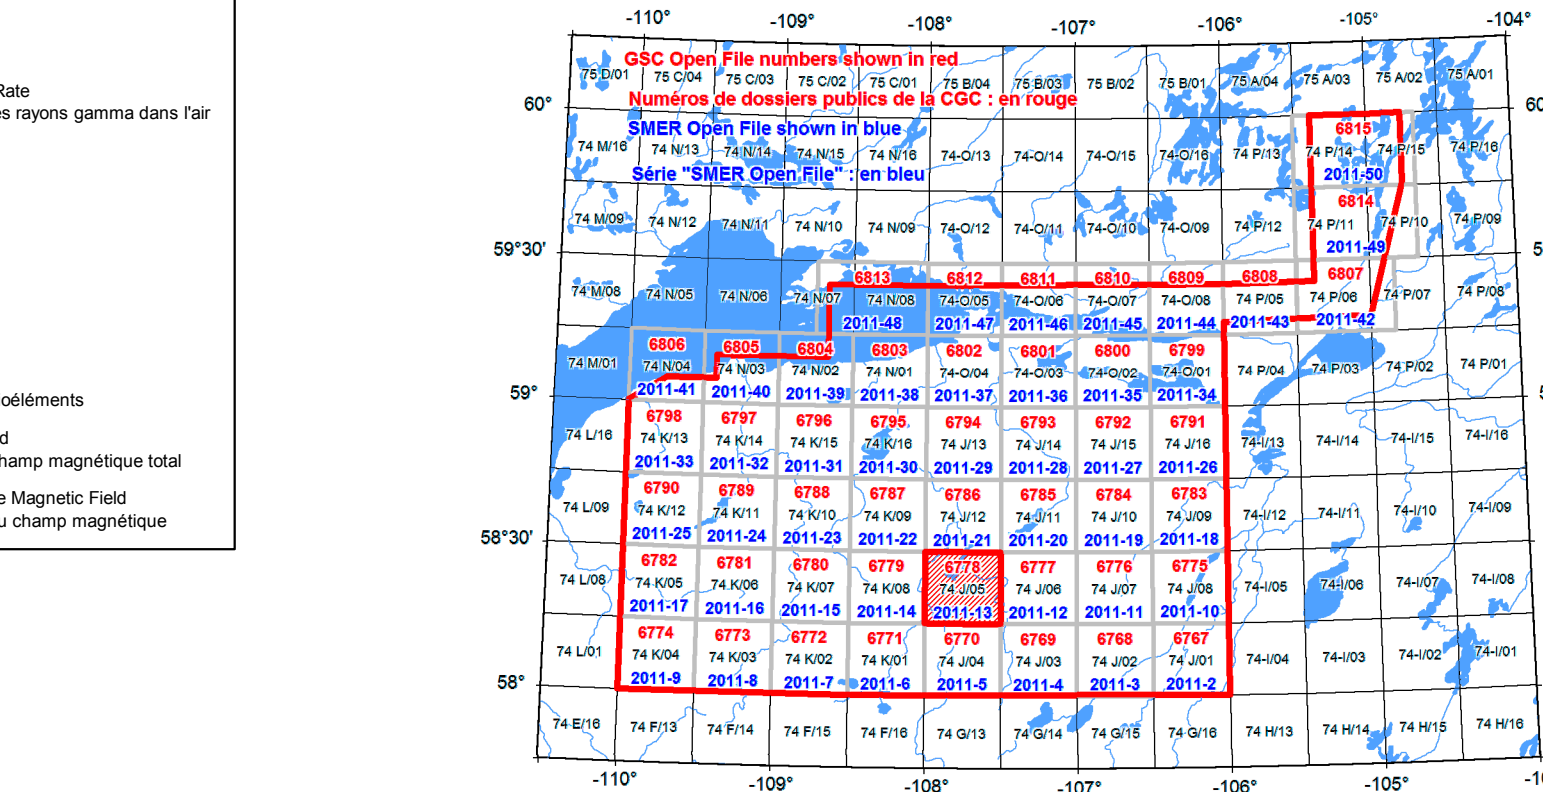 Rate
es rayons gamma dans l'air
oéléments
d
hamp magnétique total
e Magnetic Field
u champ magnétique
-110° -109° -108° -107° -106° -105° -104°
GSC Open File numbers shown in red
75 D/01 75 C/04 75 C/03 75 C/02 75 C/01 75 B/04 75 B/03 75 B/02 75 B/01 75 A/04 75 A/03 75 A/02 75 A/01
Numéros de dossiers publics de la CGC : en rouge
60° 60
SMER Open File shown in blue
6815
74 M/16 74 N/13 74 N/14 74 N/15 74 N/16 74-O/13 74-O/14 74-O/15 74-O/16 74 P/13 74 P/14 74 P/15 74 P/16
Série "SMER Open File" : en bleu
2011-50
6814
74 M/09 74 N/12 74 N/11 74 N/10 74 N/09 74-O/12 74-O/11 74-O/10 74-O/09 74 P/12 74 P/11 74 P/10 74 P/09
2011-49
59°30' 5
6813 6812 6811 6810 6809 6808 6807
74 M/08 74 N/05 74 N/06 74 N/07 74 N/08 74-O/05 74-O/06 74-O/07 74-O/08 74 P/05 74 P/06 74 P/07 74 P/08
2011-48 2011-47 2011-46 2011-45 2011-44 2011-43 2011-42
6806 6805 6804 6803 6802 6801 6800 6799
74 M/01 74 N/04 74 N/03 74 N/02 74 N/01 74-O/04 74-O/03 74-O/02 74-O/01 74 P/04 74 P/03 74 P/02 74 P/01
2011-41 2011-40 2011-39 2011-38 2011-37 2011-36 2011-35 2011-34
59° 5
6798 6797 6796 6795 6794 6793 6792 6791
74 L/16 74 K/13 74 K/14 74 K/15 74 K/16 74 J/13 74 J/14 74 J/15 74 J/16 74-I/13 74-I/14 74-I/15 74-I/16
2011-33 2011-32 2011-31 2011-30 2011-29 2011-28 2011-27 2011-26
6790 6789 6788 6787 6786 6785 6784 6783
74 L/09 74 K/12 74 K/11 74 K/10 74 K/09 74 J/12 74 J/11 74 J/10 74 J/09 74-I/12 74-I/11 74-I/10 74-I/09
2011-25 2011-24 2011-23 2011-22 2011-21 2011-20 2011-19 2011-18
58°30'
6782 6781 6780 6779 6778 6777 6776 6775
74 L/08 74 K/05 74 K/06 74 K/07 74 K/08 74 J/05 74 J/06 74 J/07 74 J/08 74-I/05 74-I/06 74-I/07 74-I/08
2011-17 2011-16 2011-15 2011-14 2011-13 2011-12 2011-11 2011-10
6774 6773 6772 6771 6770 6769 6768 6767
74 L/01 74 K/04 74 K/03 74 K/02 74 K/01 74 J/04 74 J/03 74 J/02 74 J/01 74-I/04 74-I/03 74-I/02 74-I/01
2011-9 2011-8 2011-7 2011-6 2011-5 2011-4 2011-3 2011-2
58°
74 E/16 74 F/13 74 F/14 74 F/15 74 F/16 74 G/13 74 G/14 74 G/15 74 G/16 74 H/13 74 H/14 74 H/15 74 H/16
-110° -109° -108° -107° -106° -105° -10